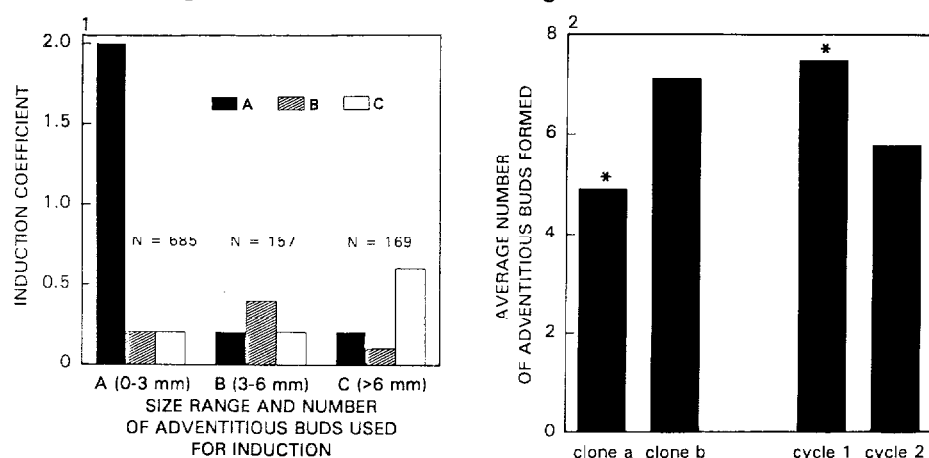 1
2.0
1.5
1.0
0.5
0
INDUCTION COEFFICIENT
A B C
N = 685 N = 157 N = 169
A (0-3 mm) B (3-6 mm) C (>6 mm)
SIZE RANGE AND NUMBER
OF ADVENTITIOUS BUDS USED
FOR INDUCTION
2
8
6
4
2
0
AVERAGE NUMBER
OF ADVENTITIOUS BUDS FORMED
* *
clone a clone b cycle 1 cycle 2